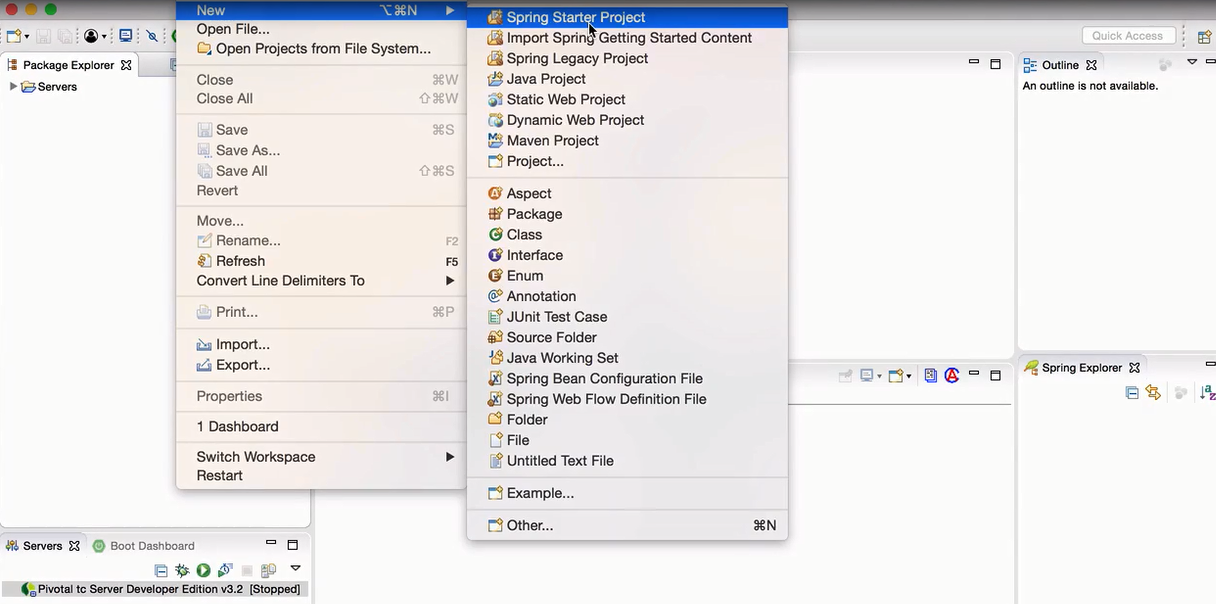 New ⌥⌘N
Open File...
Open Projects from File System...
Close ⌘W
Close All ⇧⌘W
Save ⌘S
Save As...
Save All ⇧⌘S
Revert
Move...
Rename... F2
Refresh F5
Convert Line Delimiters To
Print... ⌘P
Import...
Export...
Properties ⌘I
1 Dashboard
Switch Workspace
Restart
Spring Starter Project
Import Spring Getting Started Content
Spring Legacy Project
Java Project
Static Web Project
Dynamic Web Project
Maven Project
Project...
Aspect
Package
Class
Interface
Enum
Annotation
JUnit Test Case
Source Folder
Java Working Set
Spring Bean Configuration File
Spring Web Flow Definition File
Folder
File
Untitled Text File
Example...
Other... ⌘N
Quick Access
Package Explorer
Servers
Outline
An outline is not available.
Spring Explorer
Servers
Boot Dashboard
Pivotal tc Server Developer Edition v3.2 [Stopped]